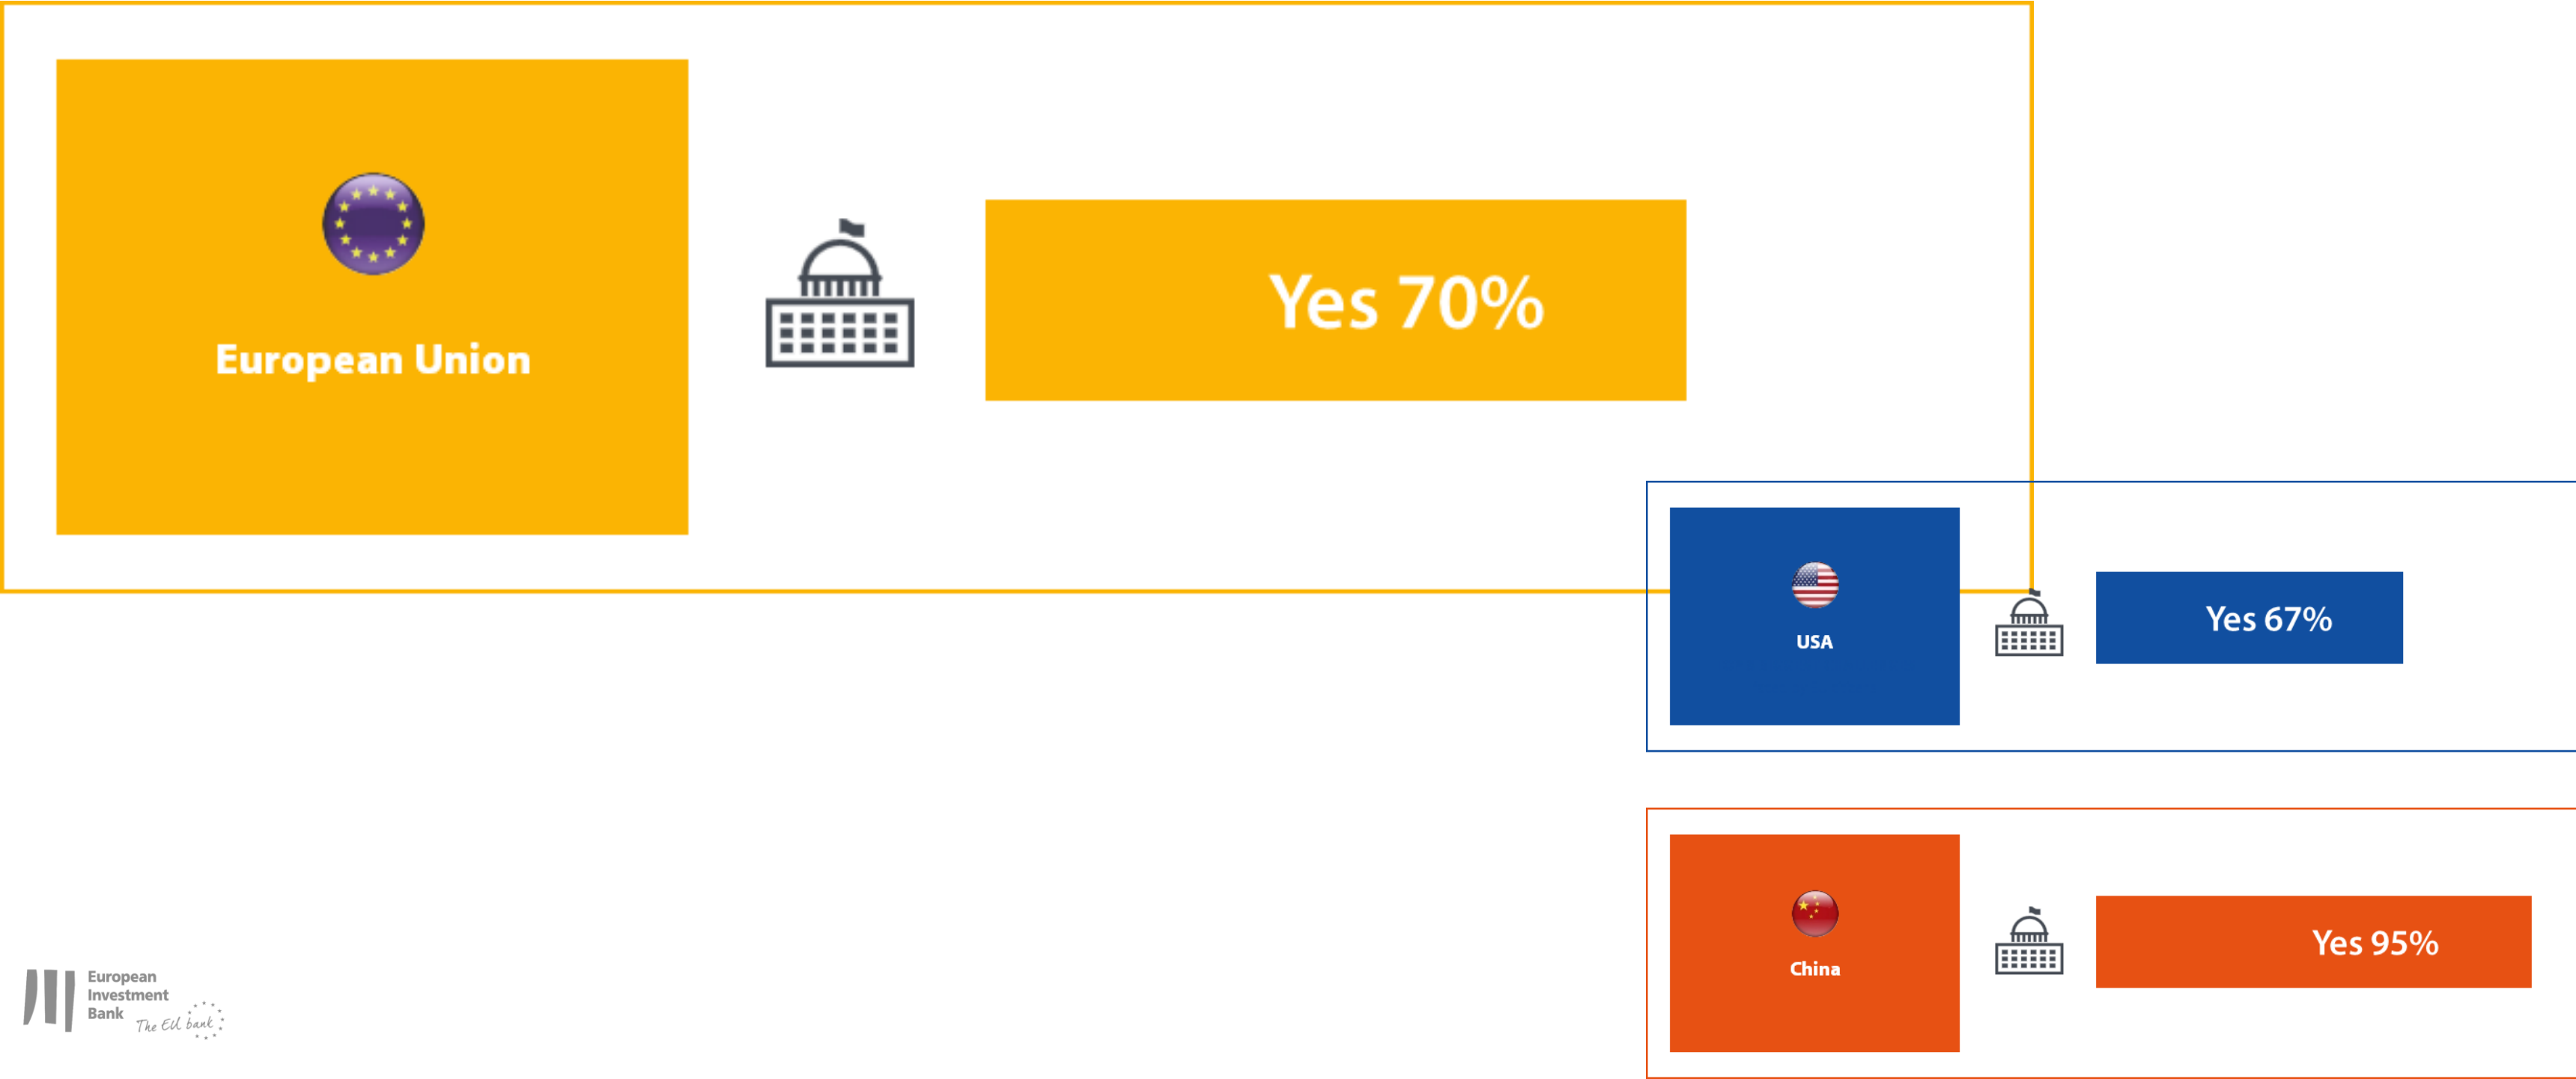 European Union
Yes 70%
USA
Yes 67%
China
Yes 95%
European
Investment
Bank
The EU bank